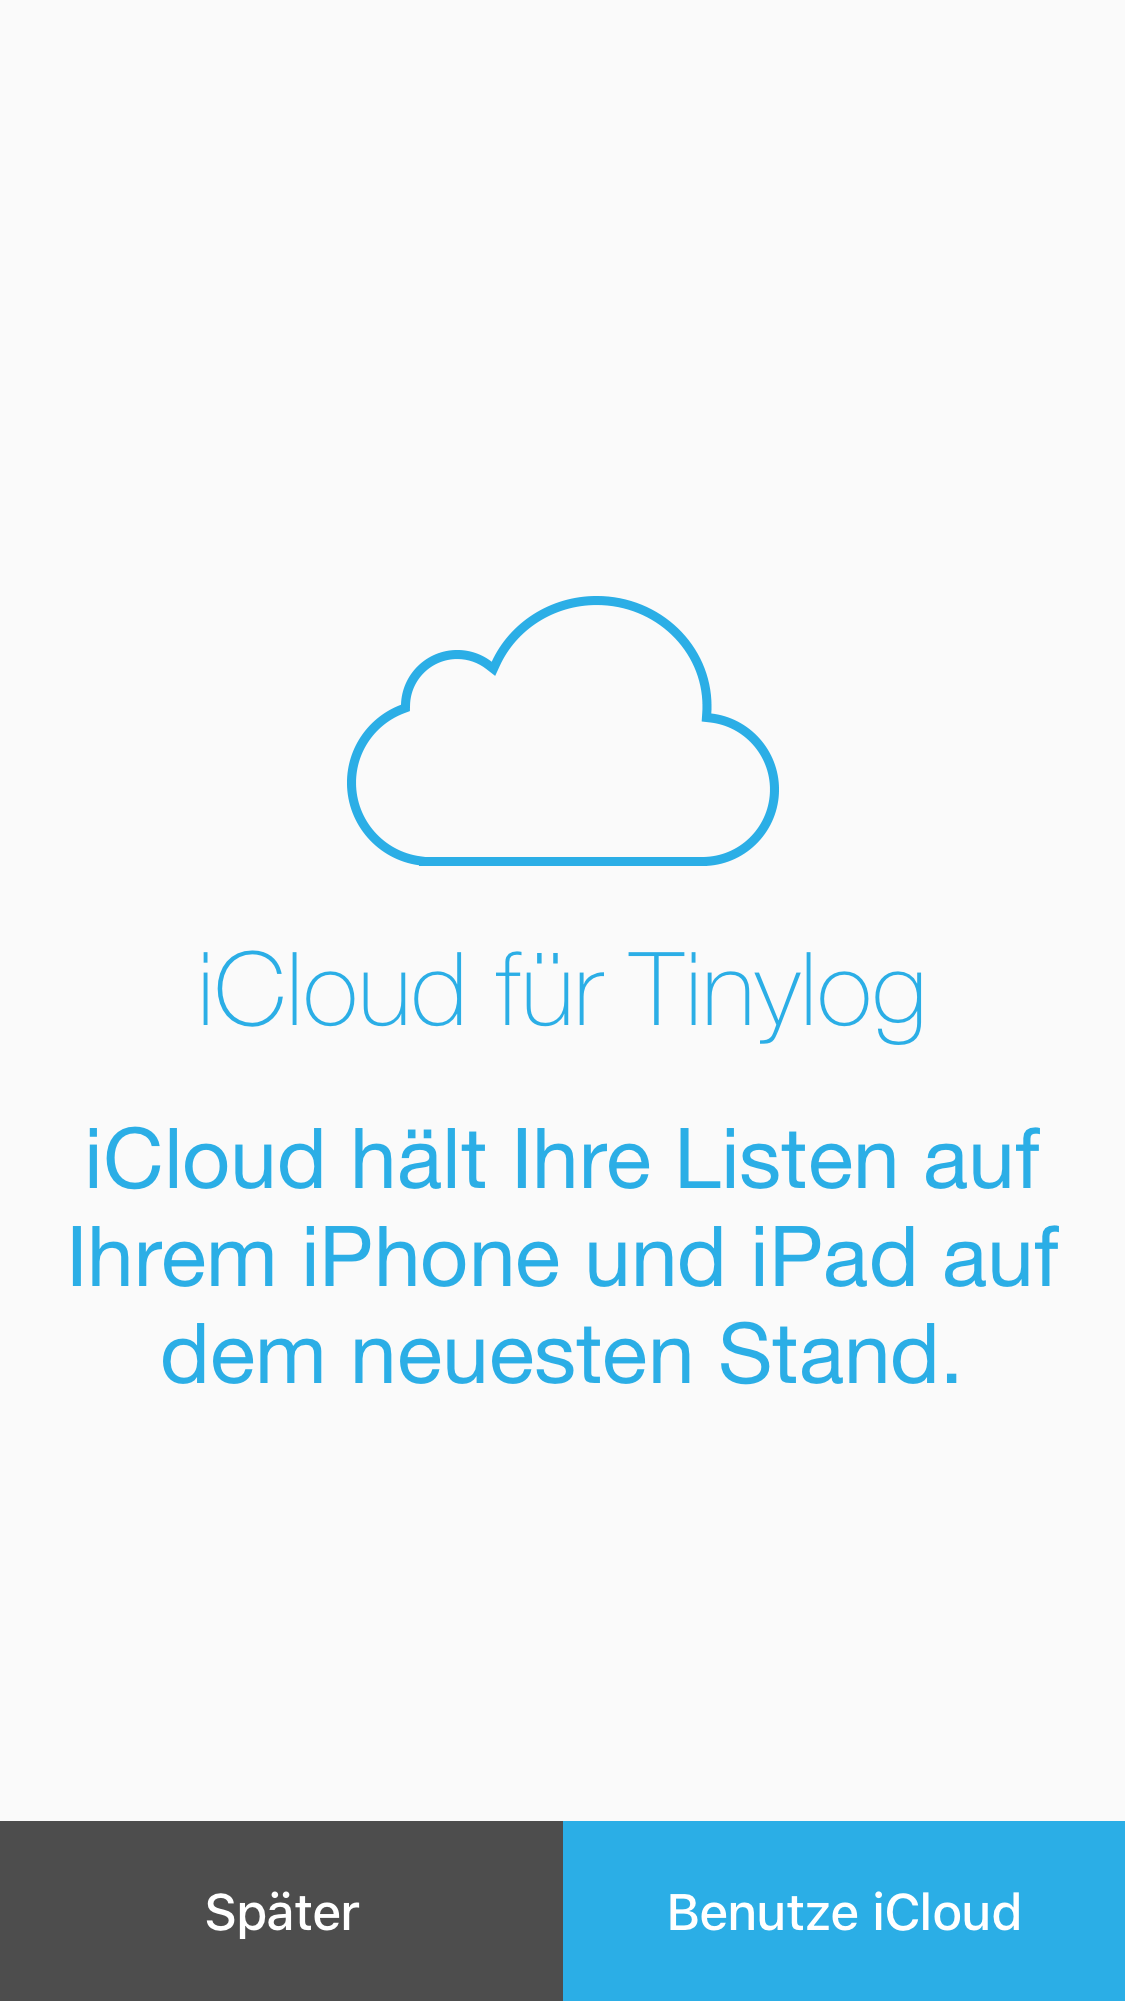 iCloud für Tinylog
iCloud hält Ihre Listen auf
Ihrem iPhone und iPad auf
dem neuesten Stand.
Später
Benutze iCloud